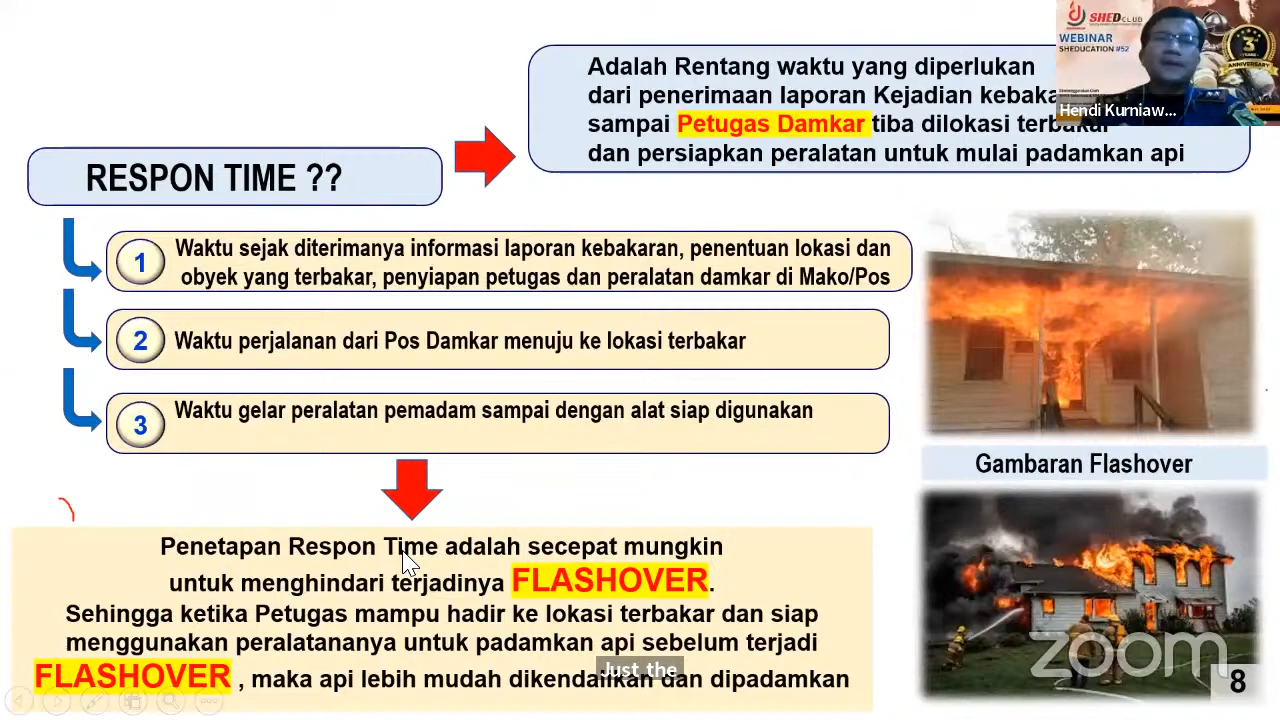 Adalah Rentang waktu yang diperlukan
dari penerimaan laporan Kejadian
sampai Petugas Damkar tiba dilokasi terbakar
dan persiapkan peralatan untuk mulai padamkan api
SHED CLUB
WEBINAR
SHEDUCATION #52
3
ANNIVERSARY
Hendi Kurniaw...
RESPON TIME ??
1
Waktu sejak diterimanya informasi laporan kebakaran, penentuan lokasi dan
obyek yang terbakar, penyiapan petugas dan peralatan damkar di Mako/Pos
2
Waktu perjalanan dari Pos Damkar menuju ke lokasi terbakar
3
Waktu gelar peralatan pemadam sampai dengan alat siap digunakan
Gambaran Flashover
Penetapan Respon Time adalah secepat mungkin
untuk menghindari terjadinya FLASHOVER.
Sehingga ketika Petugas mampu hadir ke lokasi terbakar dan siap
menggunakan peralatananya untuk padamkan api sebelum terjadi
FLASHOVER , maka api lebih mudah dikendalikan dan dipadamkan
Just the
zoom
8